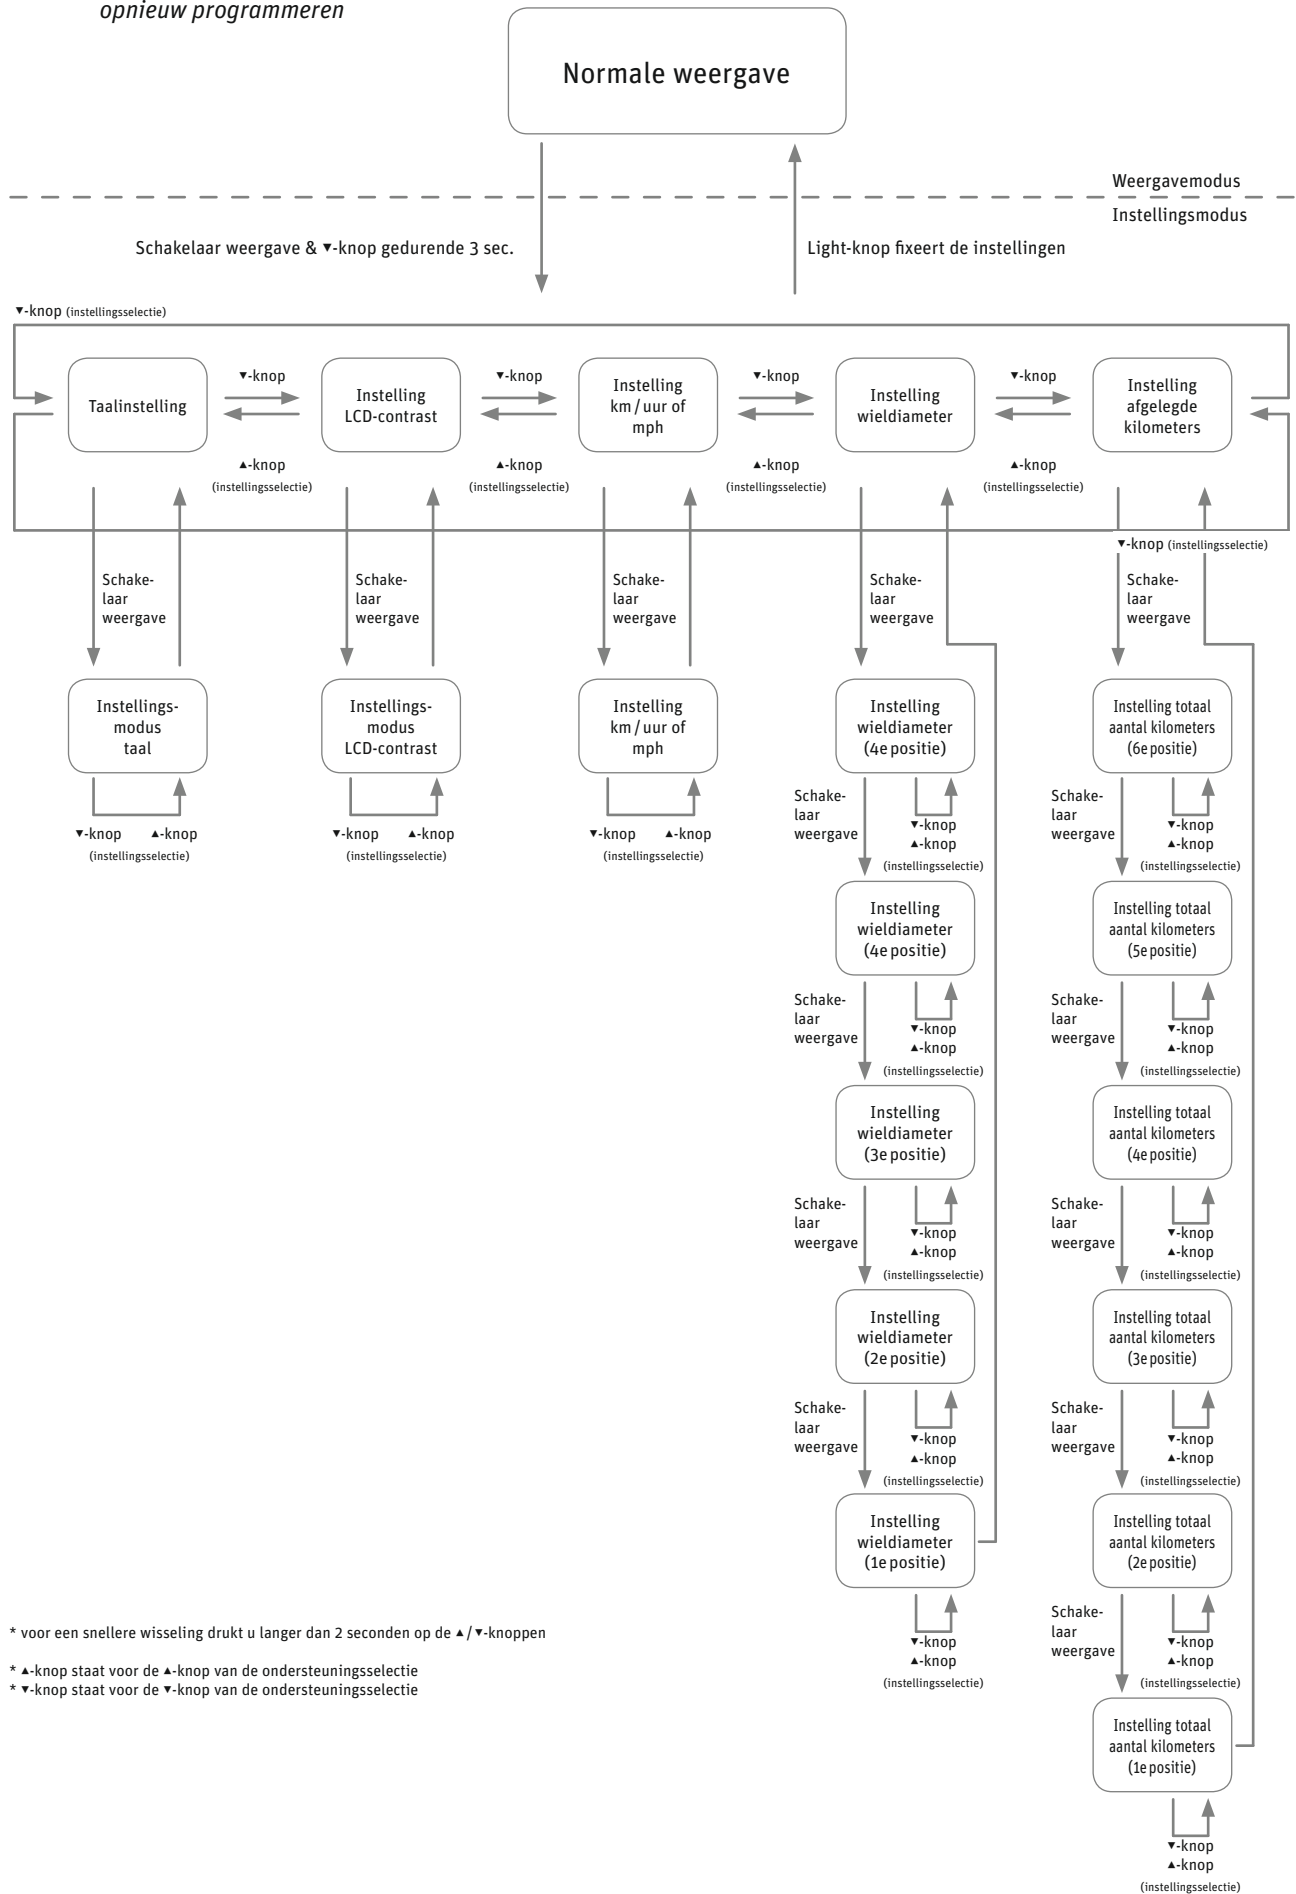 opnieuw programmeren
Normale weergave
Weergavemodus
Instellingsmodus
Schakelaar weergave & ▼-knop gedurende 3 sec.
Light-knop fixeert de instellingen
▼-knop (instellingsselectie)
Taalinstelling
▼-knop
▲-knop
(instellingsselectie)
Instelling
LCD-contrast
▼-knop
▲-knop
(instellingsselectie)
Instelling
km / uur of
mph
▼-knop
▲-knop
(instellingsselectie)
Instelling
wieldiameter
▼-knop
▲-knop
(instellingsselectie)
Instelling
afgelegde
kilometers
▼-knop (instellingsselectie)
Schake-
laar
weergave
Schake-
laar
weergave
Schake-
laar
weergave
Schake-
laar
weergave
Schake-
laar
weergave
Instellings-
modus
taal
▼-knop ▲-knop
(instellingsselectie)
Instellings-
modus
LCD-contrast
▼-knop ▲-knop
(instellingsselectie)
Instelling
km / uur of
mph
▼-knop ▲-knop
(instellingsselectie)
Instelling
wieldiameter
(4e positie)
Schake-
laar
weergave
▼-knop
▲-knop
(instellingsselectie)
Instelling
wieldiameter
(4e positie)
Schake-
laar
weergave
▼-knop
▲-knop
(instellingsselectie)
Instelling
wieldiameter
(3e positie)
Schake-
laar
weergave
▼-knop
▲-knop
(instellingsselectie)
Instelling
wieldiameter
(2e positie)
Schake-
laar
weergave
▼-knop
▲-knop
(instellingsselectie)
Instelling
wieldiameter
(1e positie)
▼-knop
▲-knop
(instellingsselectie)
Instelling totaal
aantal kilometers
(6e positie)
Schake-
laar
weergave
▼-knop
▲-knop
(instellingsselectie)
Instelling totaal
aantal kilometers
(5e positie)
Schake-
laar
weergave
▼-knop
▲-knop
(instellingsselectie)
Instelling totaal
aantal kilometers
(4e positie)
Schake-
laar
weergave
▼-knop
▲-knop
(instellingsselectie)
Instelling totaal
aantal kilometers
(3e positie)
Schake-
laar
weergave
▼-knop
▲-knop
(instellingsselectie)
Instelling totaal
aantal kilometers
(2e positie)
Schake-
laar
weergave
▼-knop
▲-knop
(instellingsselectie)
Instelling totaal
aantal kilometers
(1e positie)
▼-knop
▲-knop
(instellingsselectie)
* voor een snellere wisseling drukt u langer dan 2 seconden op de ▲/▼-knoppen
* ▲-knop staat voor de ▲-knop van de ondersteuningsselectie
* ▼-knop staat voor de ▼-knop van de ondersteuningsselectie